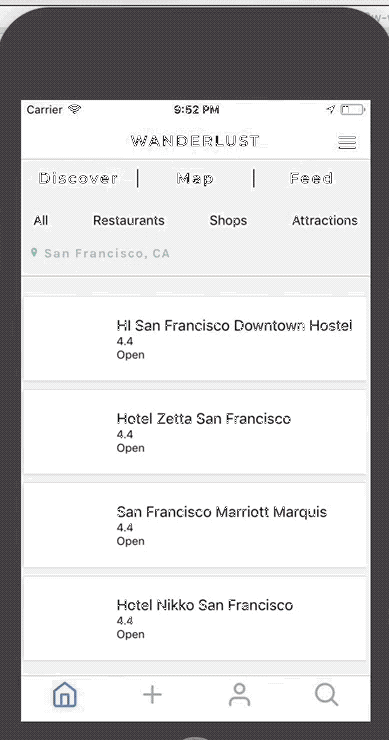 Carrier 9:52 PM
WANDERLUST
Discover Map Feed
All Restaurants Shops Attractions
San Francisco, CA
HI San Francisco Downtown Hostel
4.4
Open
Hotel Zetta San Francisco
4.4
Open
San Francisco Marriott Marquis
4.4
Open
Hotel Nikko San Francisco
4.4
Open